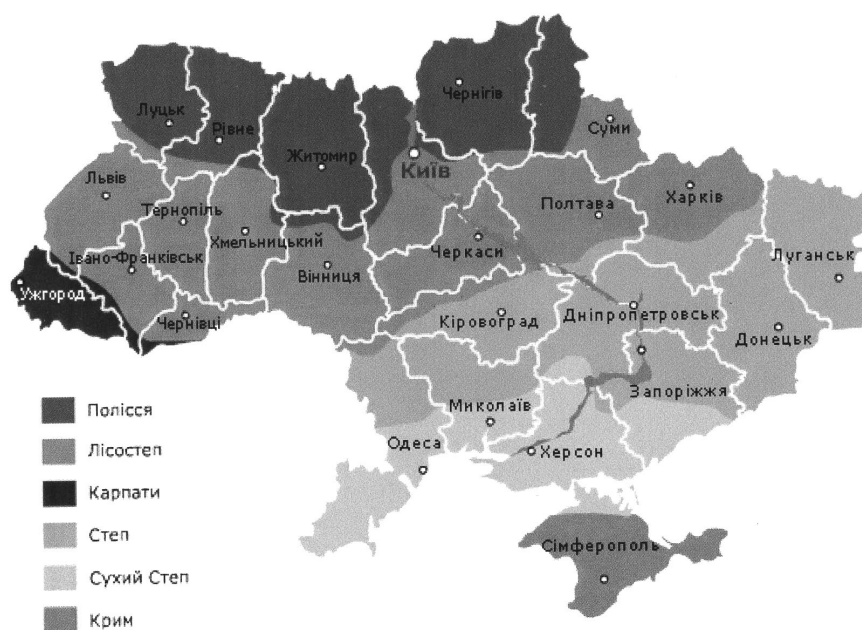 Чернігів
Луцьк
Суми
Рівне
Житомир
Київ
Львів
Харків
Тернопіль
Полтава
Хмельницький
Черкаси
Івано-Франківськ
Луганськ
Вінниця
Ужгород
Дніпропетровськ
Чернівці
Кіровоград
Донецьк
Запоріжжя
Миколаїв
Одеса
Херсон
Сімферополь
Полісся
Лісостеп
Карпати
Степ
Сухий Степ
Крим